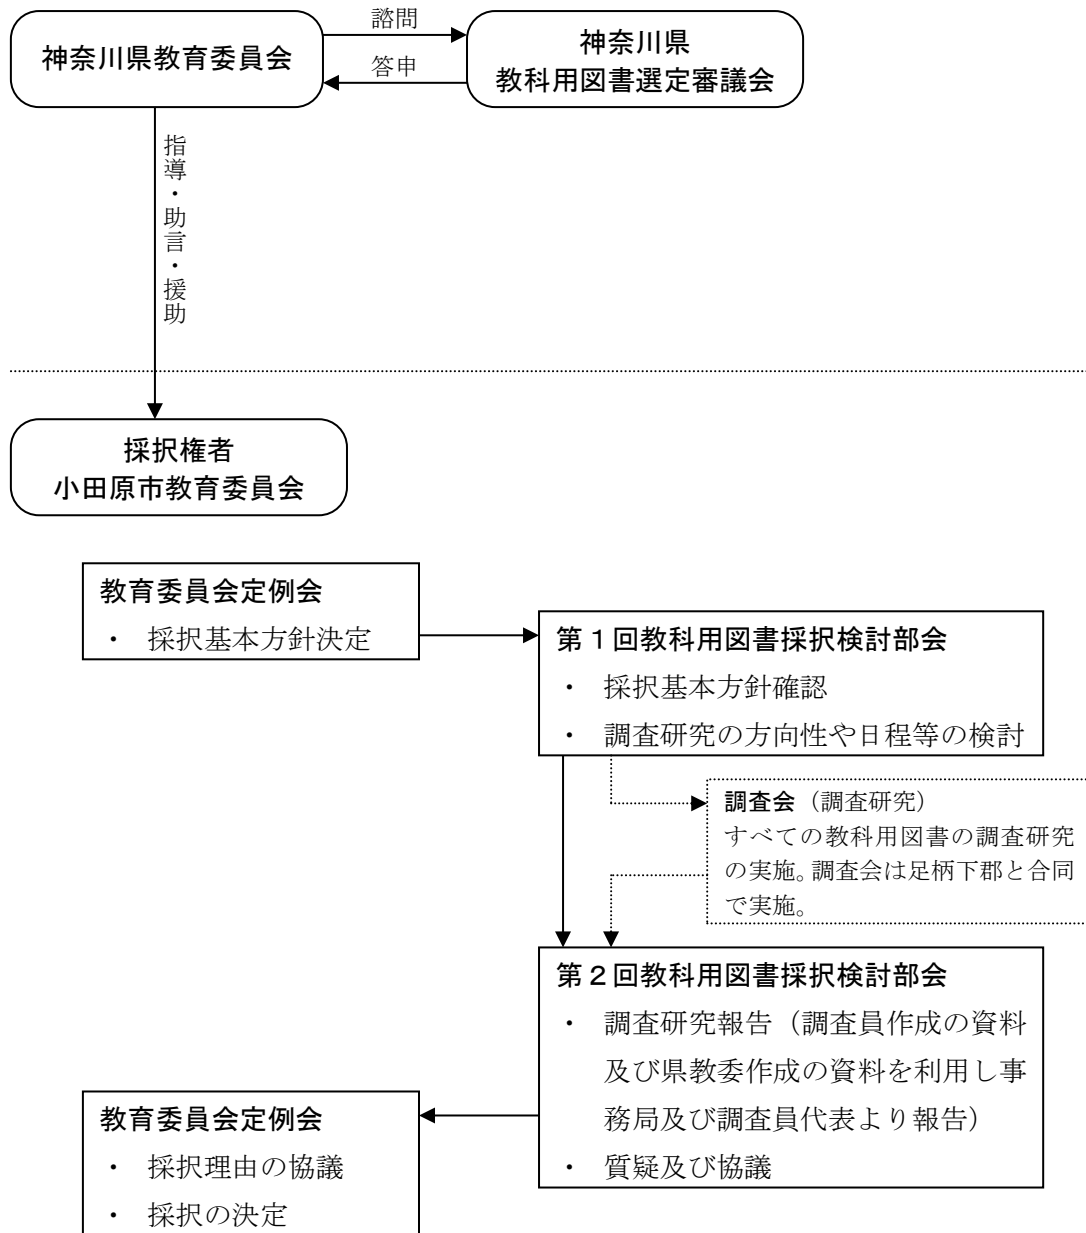 諮問
神奈川県教育委員会
神奈川県
教科用図書選定審議会
答申
指導・助言・援助
採択権者
小田原市教育委員会
教育委員会定例会
・ 採択基本方針決定
第1回教科用図書採択検討部会
・ 採択基本方針確認
・ 調査研究の方向性や日程等の検討
調査会（調査研究）
すべての教科用図書の調査研究
の実施。調査会は足柄下郡と合同
で実施。
第2回教科用図書採択検討部会
・ 調査研究報告（調査員作成の資料
及び県教委作成の資料を利用し事
務局及び調査員代表より報告）
・ 質疑及び協議
教育委員会定例会
・ 採択理由の協議
・ 採択の決定